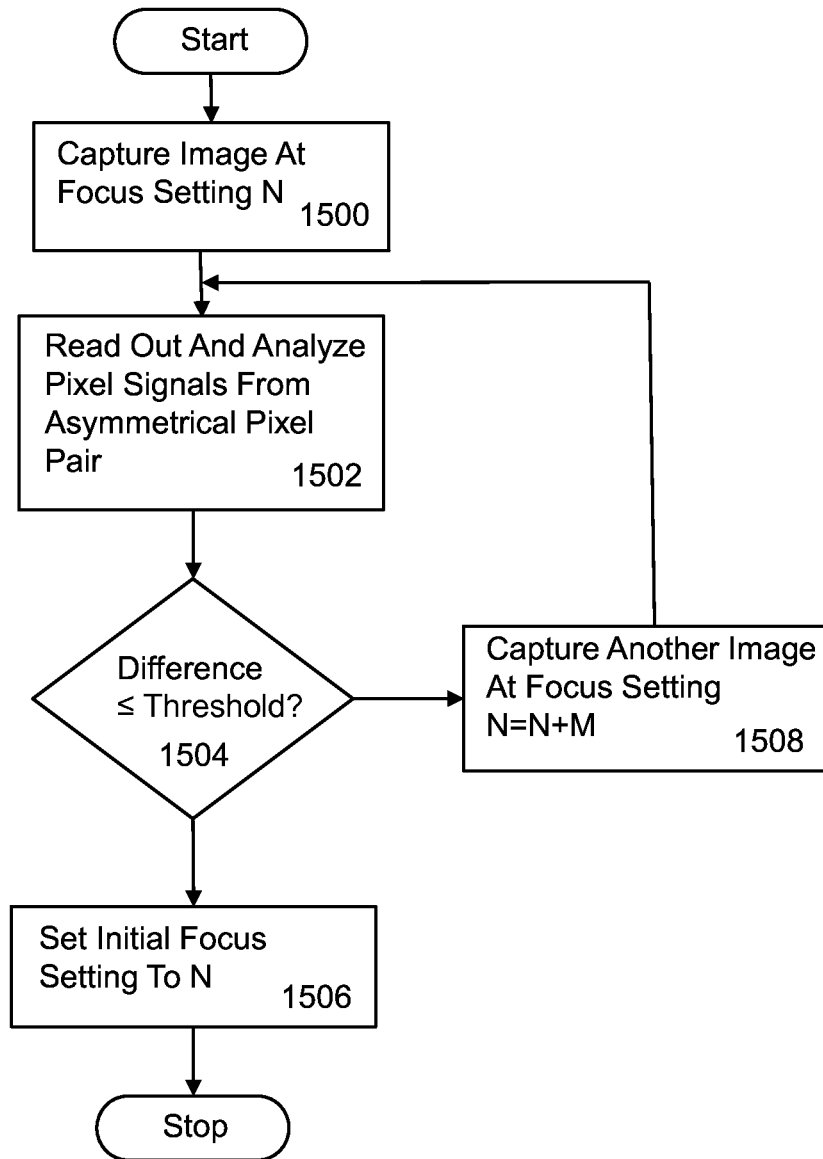 Start
Capture Image At
Focus Setting N
1500
Read Out And Analyze
Pixel Signals From
Asymmetrical Pixel
Pair
1502
Difference
≤ Threshold?
1504
Capture Another Image
At Focus Setting
N=N+M
1508
Set Initial Focus
Setting To N
1506
Stop